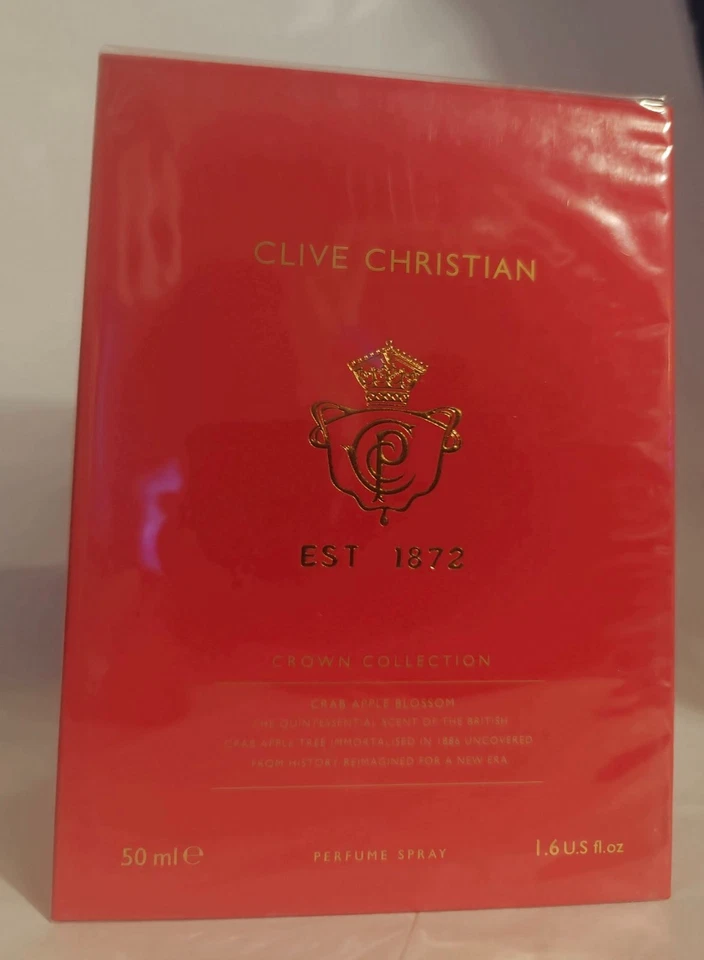 CLIVE CHRISTIAN
CPC
EST 1872
CROWN COLLECTION
CRAB APPLE BLOSSOM
THE QUINTESSENTIAL SCENT OF THE BRITISH
CRAB APPLE TREE IMMORTALISED IN 1886 UNCOVERED
FROM HISTORY REIMAGINED FOR A NEW ERA
50 ml ℮
PERFUME SPRAY
1.6 U.S fl.oz